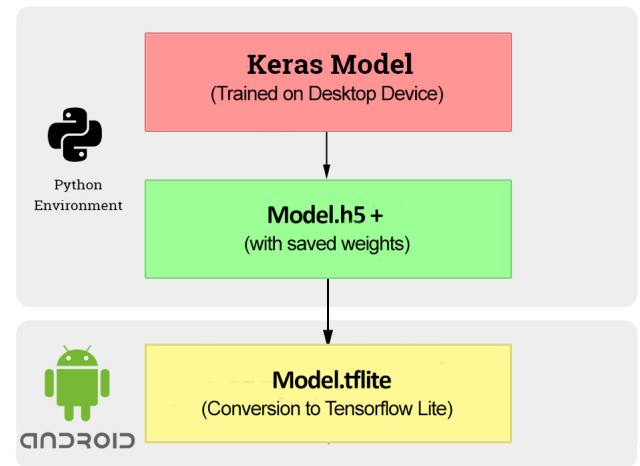 Keras Model
(Trained on Desktop Device)
Python
Environment
Model.h5 +
(with saved weights)
Model.tflite
(Conversion to Tensorflow Lite)
ANDROID